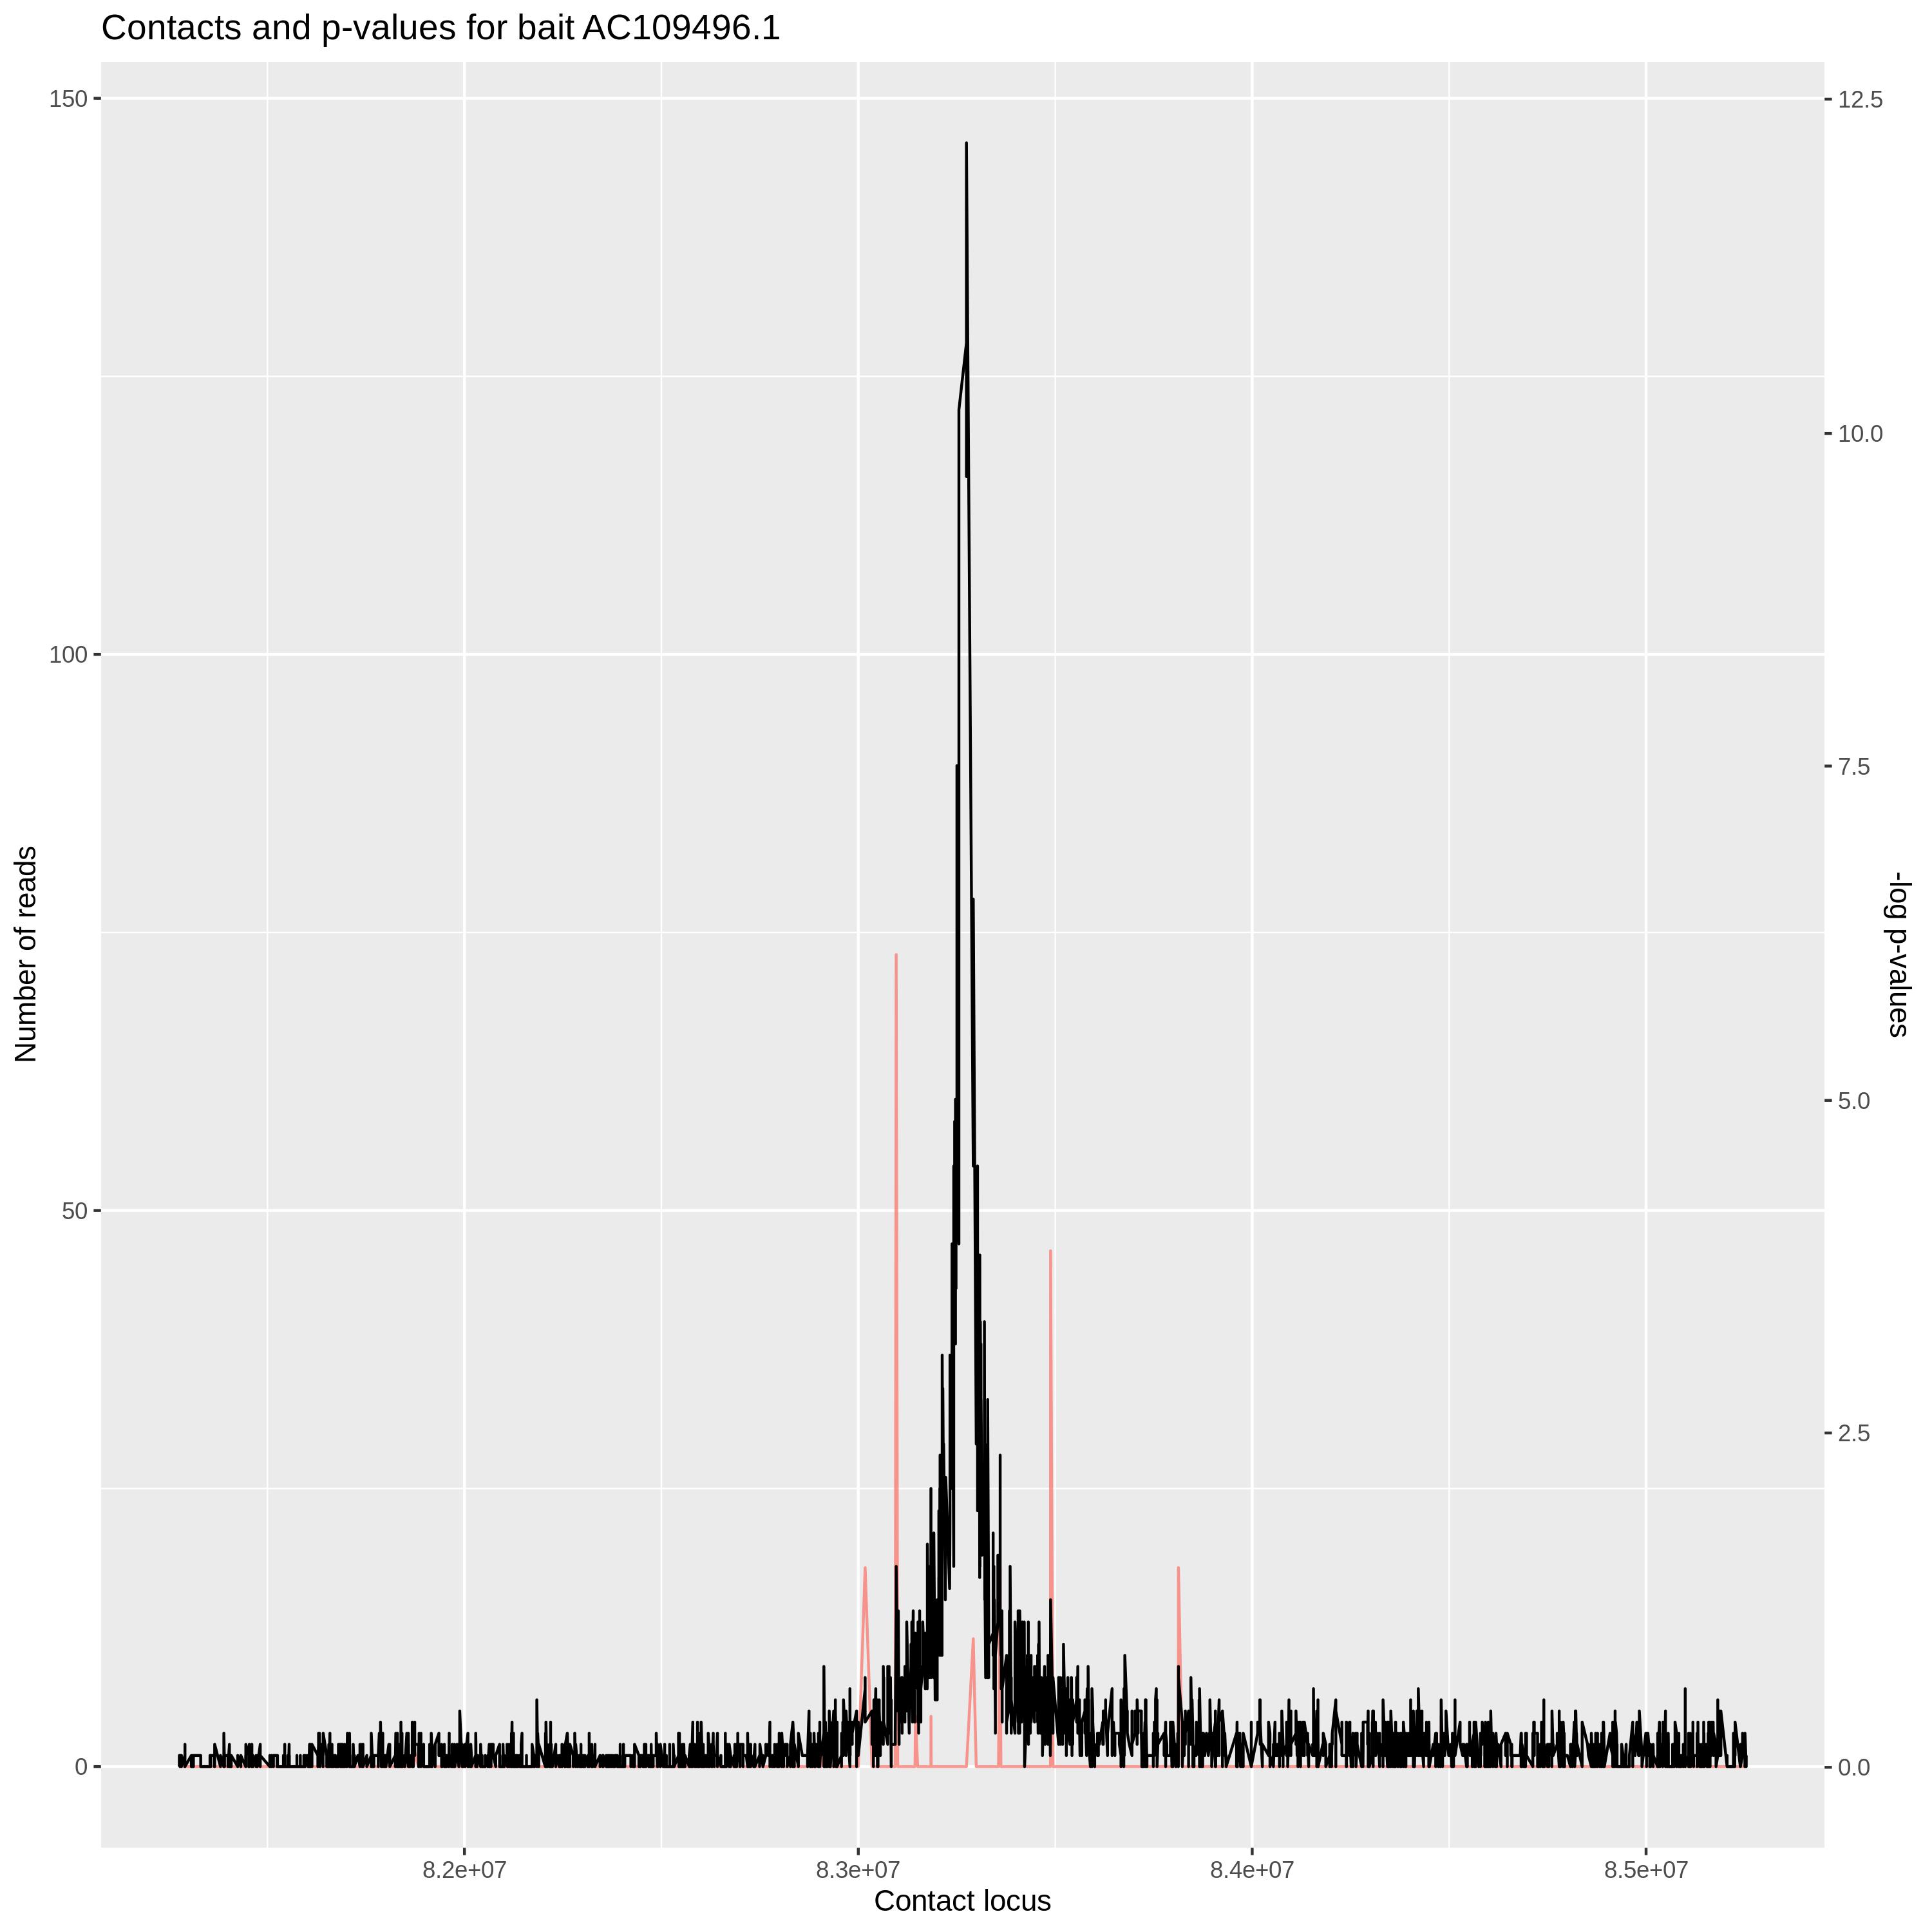 Contacts and p-values for bait AC109496.1
150
100
50
0
Number of reads
12.5
10.0
7.5
5.0
2.5
0.0
-log p-values
8.2e+07
8.3e+07
8.4e+07
8.5e+07
Contact locus